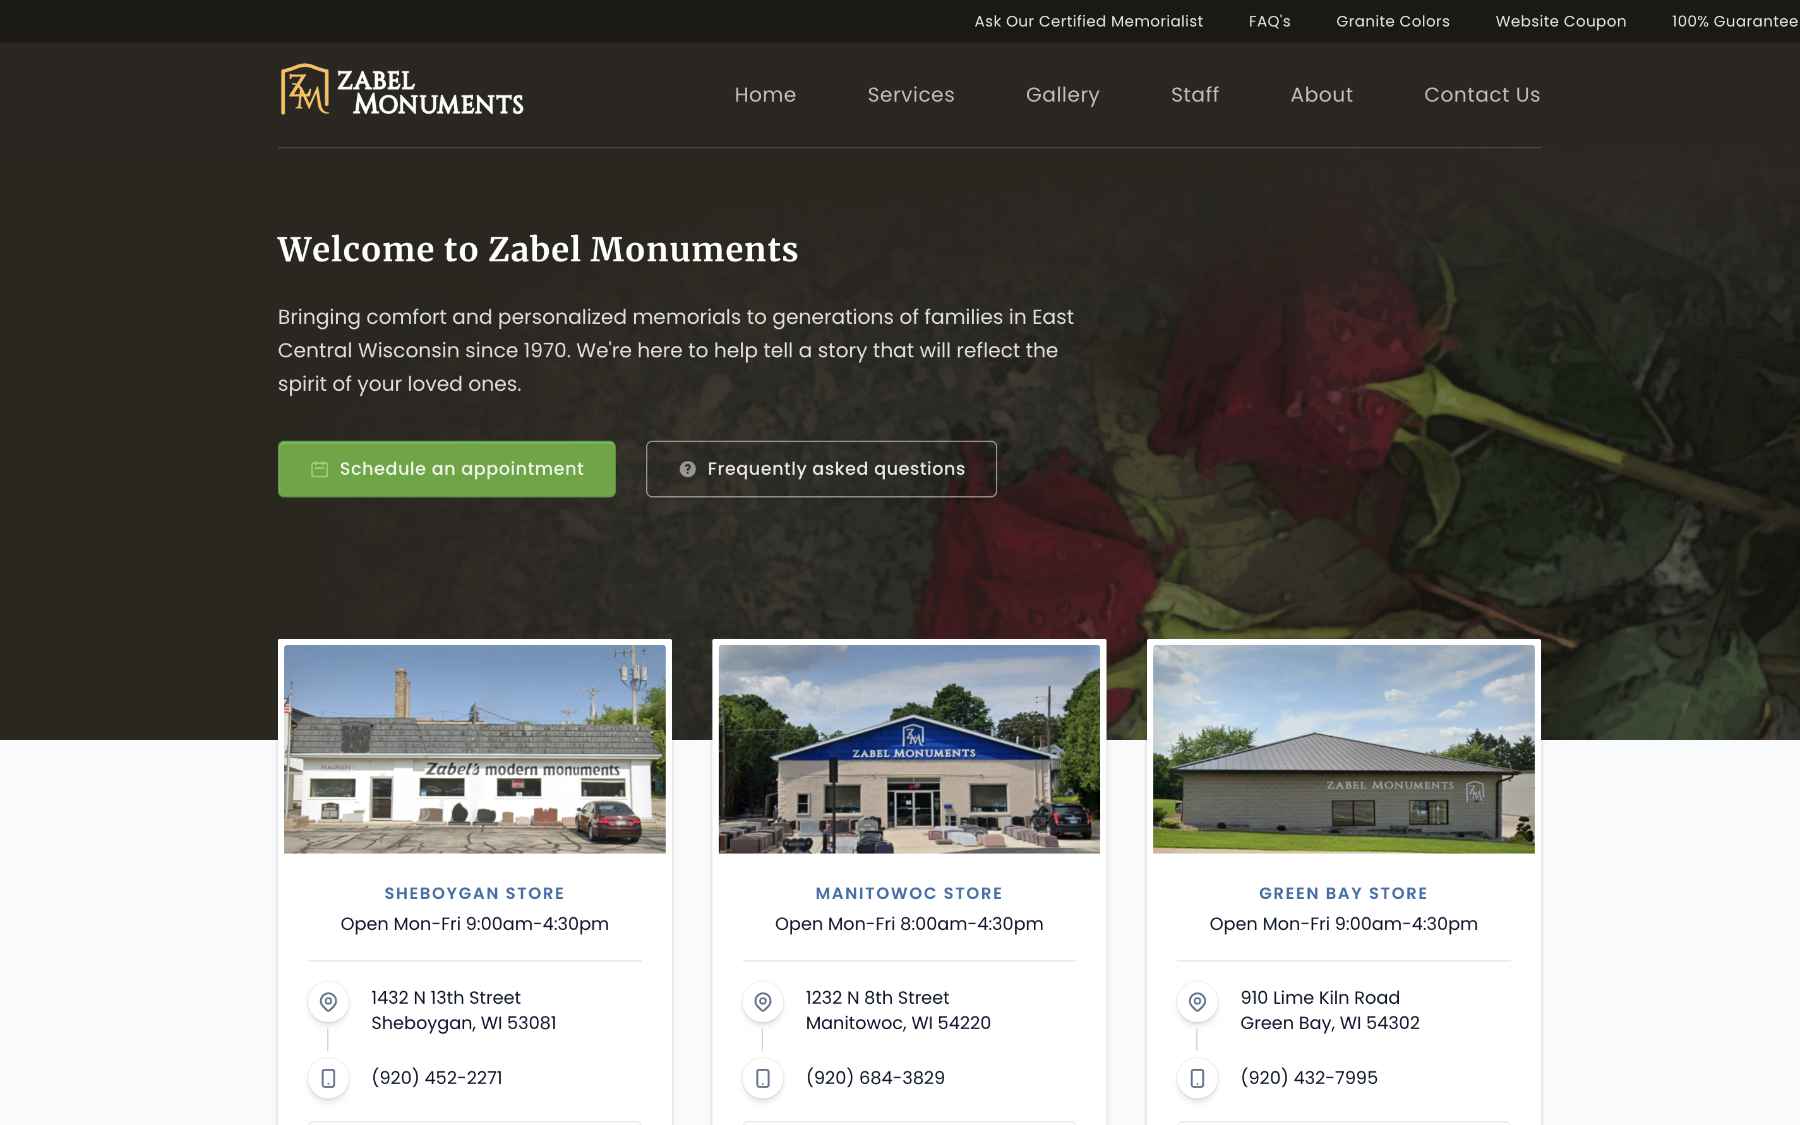 Ask Our Certified Memorialist FAQ's Granite Colors Website Coupon 100% Guarantee
ZABEL
MONUMENTS
Home Services Gallery Staff About Contact Us
Welcome to Zabel Monuments
Bringing comfort and personalized memorials to generations of families in East
Central Wisconsin since 1970. We're here to help tell a story that will reflect the
spirit of your loved ones.
Schedule an appointment
Frequently asked questions
Zabel's modern monuments
SHEBOYGAN STORE
Open Mon-Fri 9:00am-4:30pm
1432 N 13th Street
Sheboygan, WI 53081
(920) 452-2271
ZM
ZABEL MONUMENTS
MANITOWOC STORE
Open Mon-Fri 8:00am-4:30pm
1232 N 8th Street
Manitowoc, WI 54220
(920) 684-3829
ZABEL MONUMENTS
ZM
GREEN BAY STORE
Open Mon-Fri 9:00am-4:30pm
910 Lime Kiln Road
Green Bay, WI 54302
(920) 432-7995